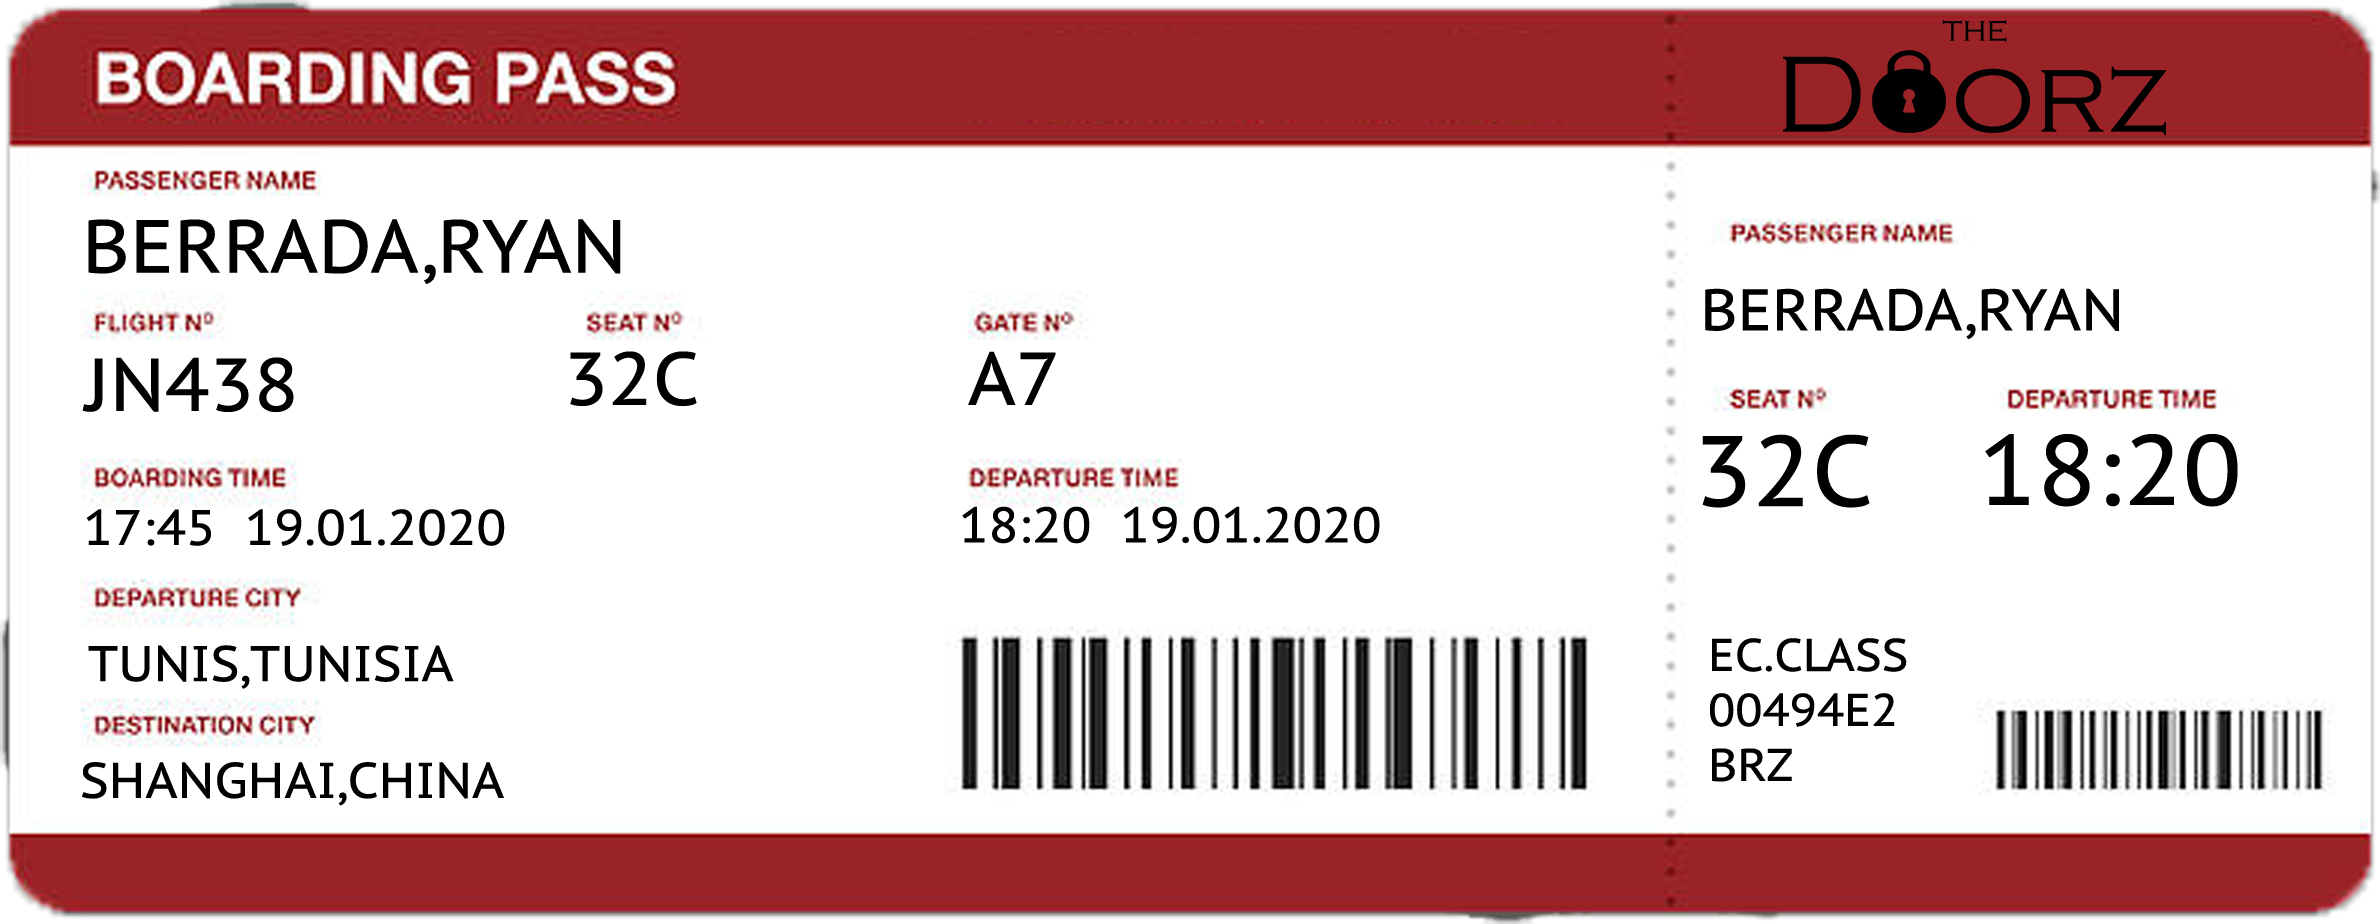 BOARDING PASS
THE
DOORZ
PASSENGER NAME
BERRADA,RYAN
FLIGHT Nº SEAT Nº GATE Nº
JN438 32C A7
BOARDING TIME DEPARTURE TIME
17:45 19.01.2020 18:20 19.01.2020
DEPARTURE CITY
TUNIS,TUNISIA
DESTINATION CITY
SHANGHAI,CHINA
PASSENGER NAME
BERRADA,RYAN
SEAT Nº DEPARTURE TIME
32C 18:20
EC.CLASS
00494E2
BRZ